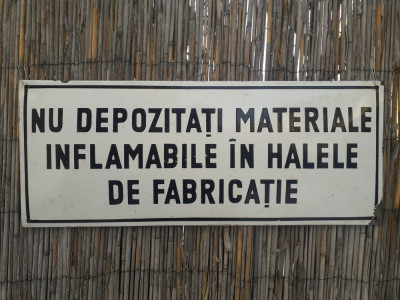 NU DEPOZITAȚI MATERIALE
INFLAMABILE ÎN HALELE
DE FABRICAȚIE